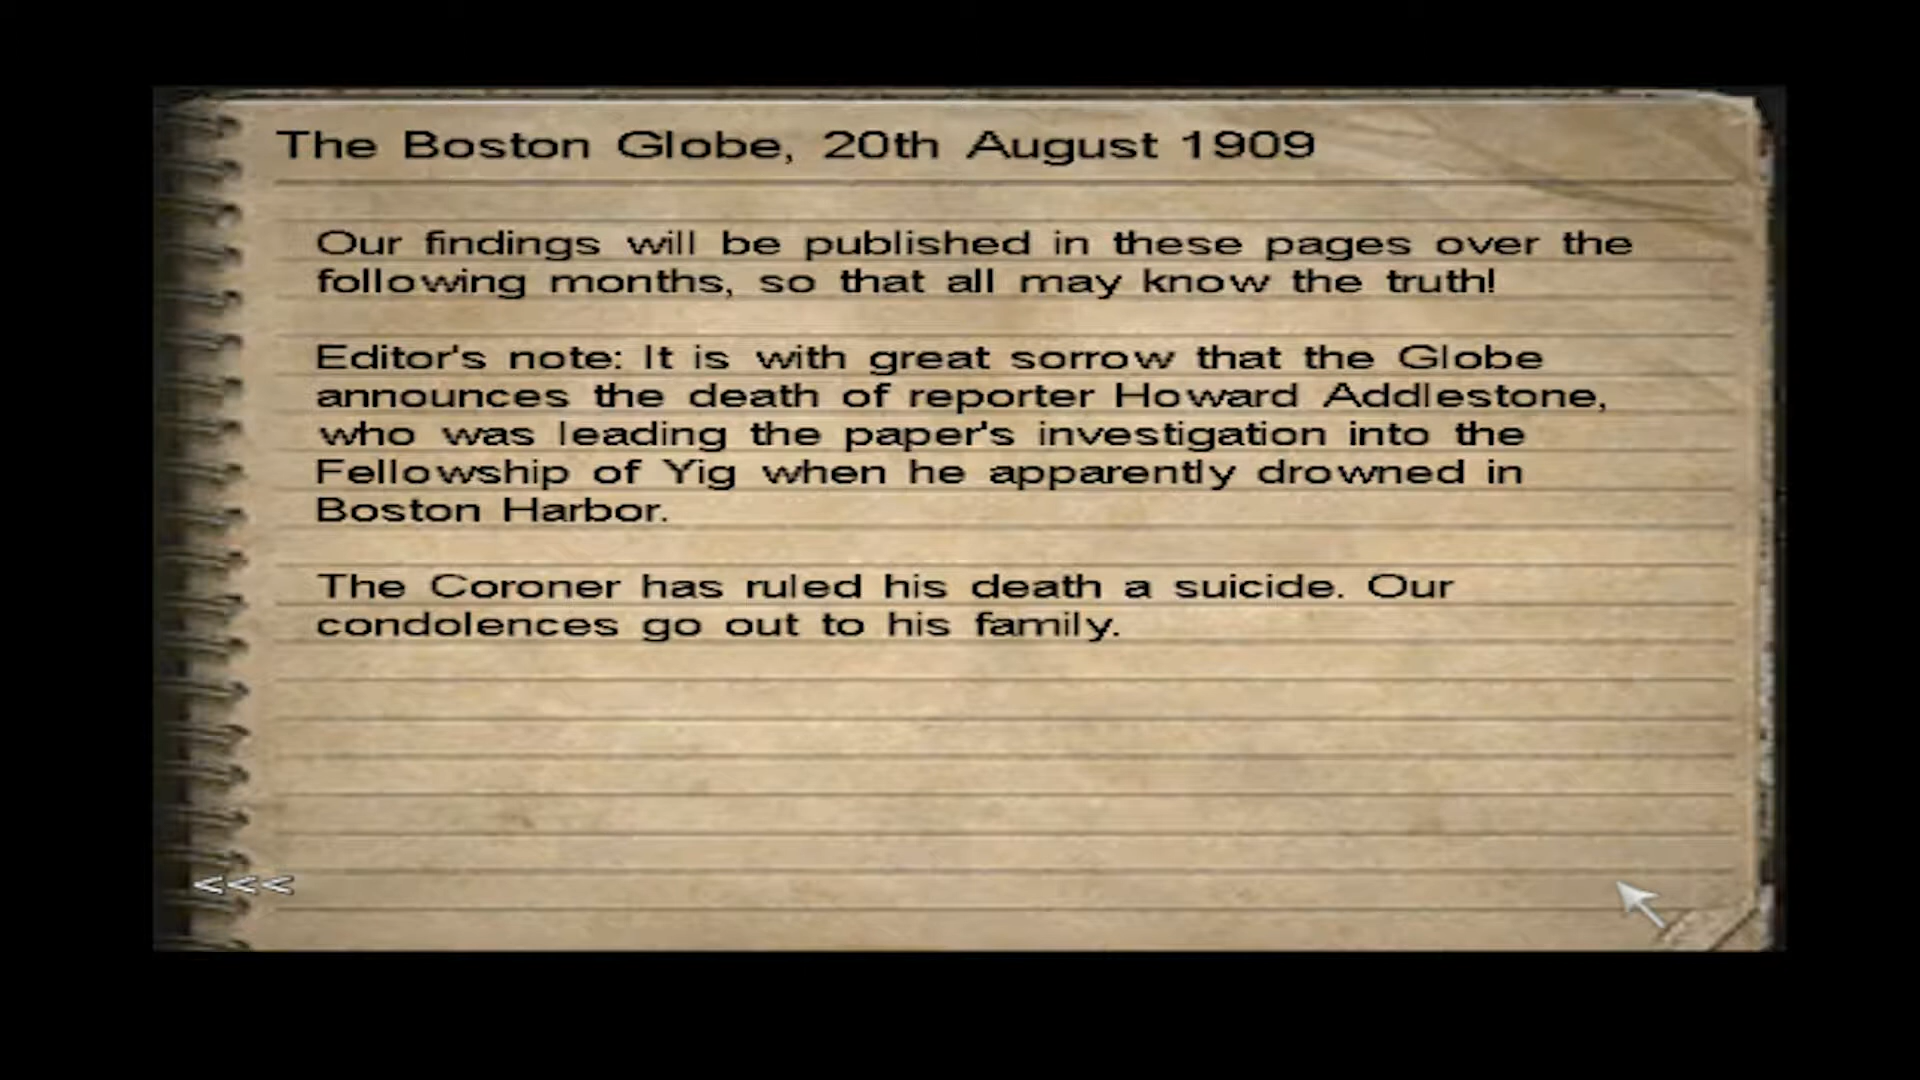 The Boston Globe, 20th August 1909
Our findings will be published in these pages over the
following months, so that all may know the truth!
Editor's note: It is with great sorrow that the Globe
announces the death of reporter Howard Addlestone,
who was leading the paper's investigation into the
Fellowship of Yig when he apparently drowned in
Boston Harbor.
The Coroner has ruled his death a suicide. Our
condolences go out to his family.
<<<